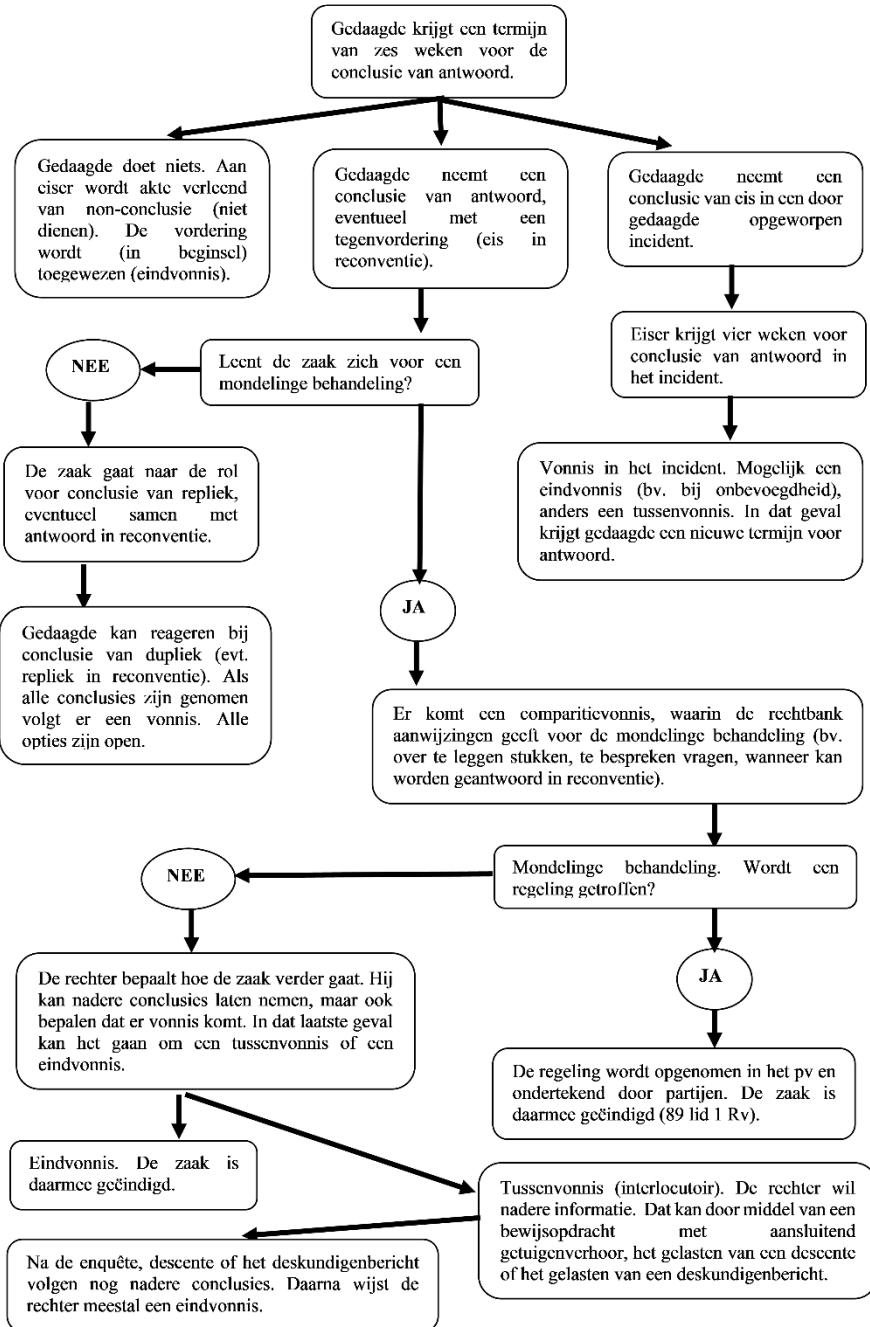 Gedaagde krijgt een termijn
van zes weken voor de
conclusie van antwoord.
Gedaagde doet niets. Aan
eiser wordt akte verleend
van non-conclusie (niet
dienen). De vordering
wordt (in beginsel)
toegewezen (eindvonnis).
Gedaagde neemt een
conclusie van antwoord,
eventueel met een
tegenvordering (eis in
reconventie).
Gedaagde neemt een
conclusie van eis in een door
gedaagde opgeworpen
incident.
Eiser krijgt vier weken voor
conclusie van antwoord in
het incident.
NEE
Leent de zaak zich voor een
mondelinge behandeling?
De zaak gaat naar de rol
voor conclusie van repliek,
eventueel samen met
antwoord in reconventie.
Vonnis in het incident. Mogelijk een
eindvonnis (bv. bij onbevoegdheid),
anders een tussenvonnis. In dat geval
krijgt gedaagde een nieuwe termijn voor
antwoord.
JA
Gedaagde kan reageren bij
conclusie van dupliek (evt.
repliek in reconventie). Als
alle conclusies zijn genomen
volgt er een vonnis. Alle
opties zijn open.
Er komt een comparitievonnis, waarin de rechtbank
aanwijzingen geeft voor de mondelinge behandeling (bv.
over te leggen stukken, te bespreken vragen, wanneer kan
worden geantwoord in reconventie).
NEE
Mondelinge behandeling. Wordt een
regeling getroffen?
De rechter bepaalt hoe de zaak verder gaat. Hij
kan nadere conclusies laten nemen, maar ook
bepalen dat er vonnis komt. In dat laatste geval
kan het gaan om een tussenvonnis of een
eindvonnis.
JA
De regeling wordt opgenomen in het pv en
ondertekend door partijen. De zaak is
daarmee geëindigd (89 lid 1 Rv).
Eindvonnis. De zaak is
daarmee geëindigd.
Tussenvonnis (interlocutoir). De rechter wil
nadere informatie. Dat kan door middel van een
bewijsopdracht met aansluitend
getuigenverhoor, het gelasten van een descente
of het gelasten van een deskundigenbericht.
Na de enquête, descente of het deskundigenbericht
volgen nog nadere conclusies. Daarna wijst de
rechter meestal een eindvonnis.